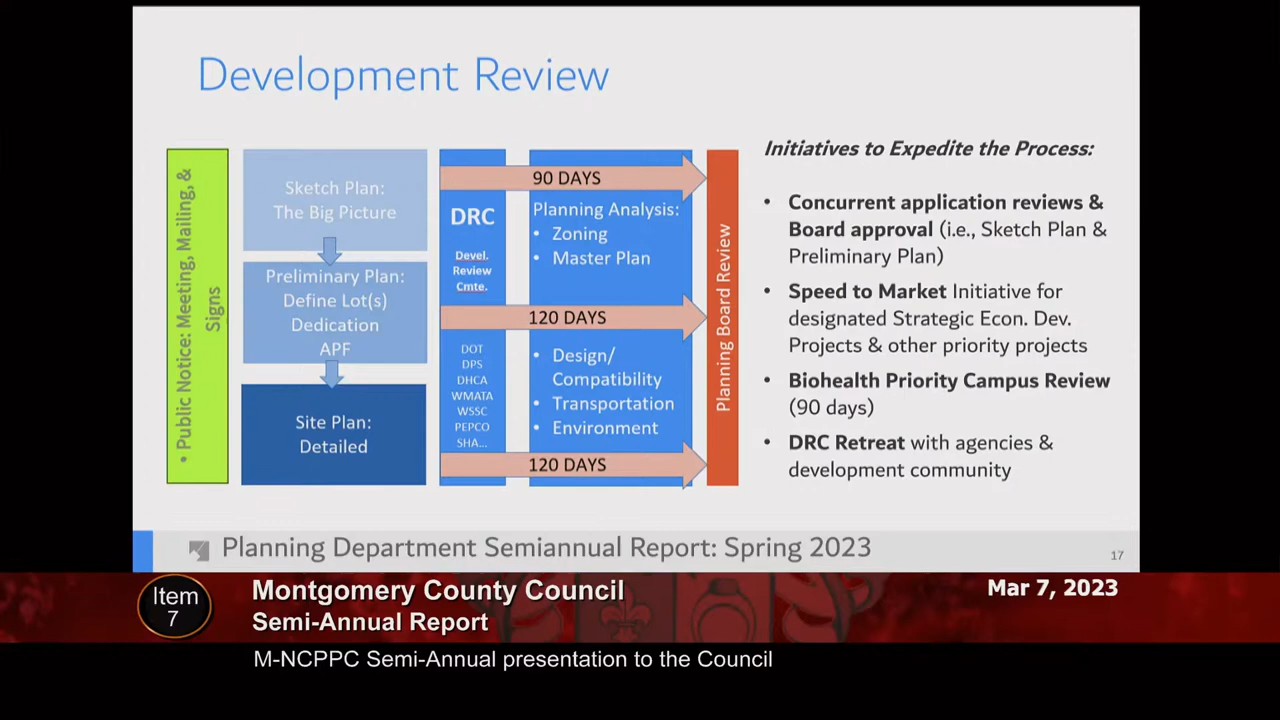 Development Review
• Public Notice: Meeting, Mailing, &
Signs
Sketch Plan:
The Big Picture
Preliminary Plan:
Define Lot(s)
Dedication
APF
Site Plan:
Detailed
90 DAYS
DRC
Devel.
Review
Cmte.
Planning Analysis:
• Zoning
• Master Plan
120 DAYS
DOT
DPS
DHCA
WMATA
WSSC
PEPCO
SHA...
• Design/
Compatibility
• Transportation
• Environment
120 DAYS
Planning Board Review
Initiatives to Expedite the Process:
• Concurrent application reviews &
Board approval (i.e., Sketch Plan &
Preliminary Plan)
• Speed to Market Initiative for
designated Strategic Econ. Dev.
Projects & other priority projects
• Biohealth Priority Campus Review
(90 days)
• DRC Retreat with agencies &
development community
Planning Department Semiannual Report: Spring 2023
17
Item
7
Montgomery County Council
Semi-Annual Report
Mar 7, 2023
M-NCPPC Semi-Annual presentation to the Council